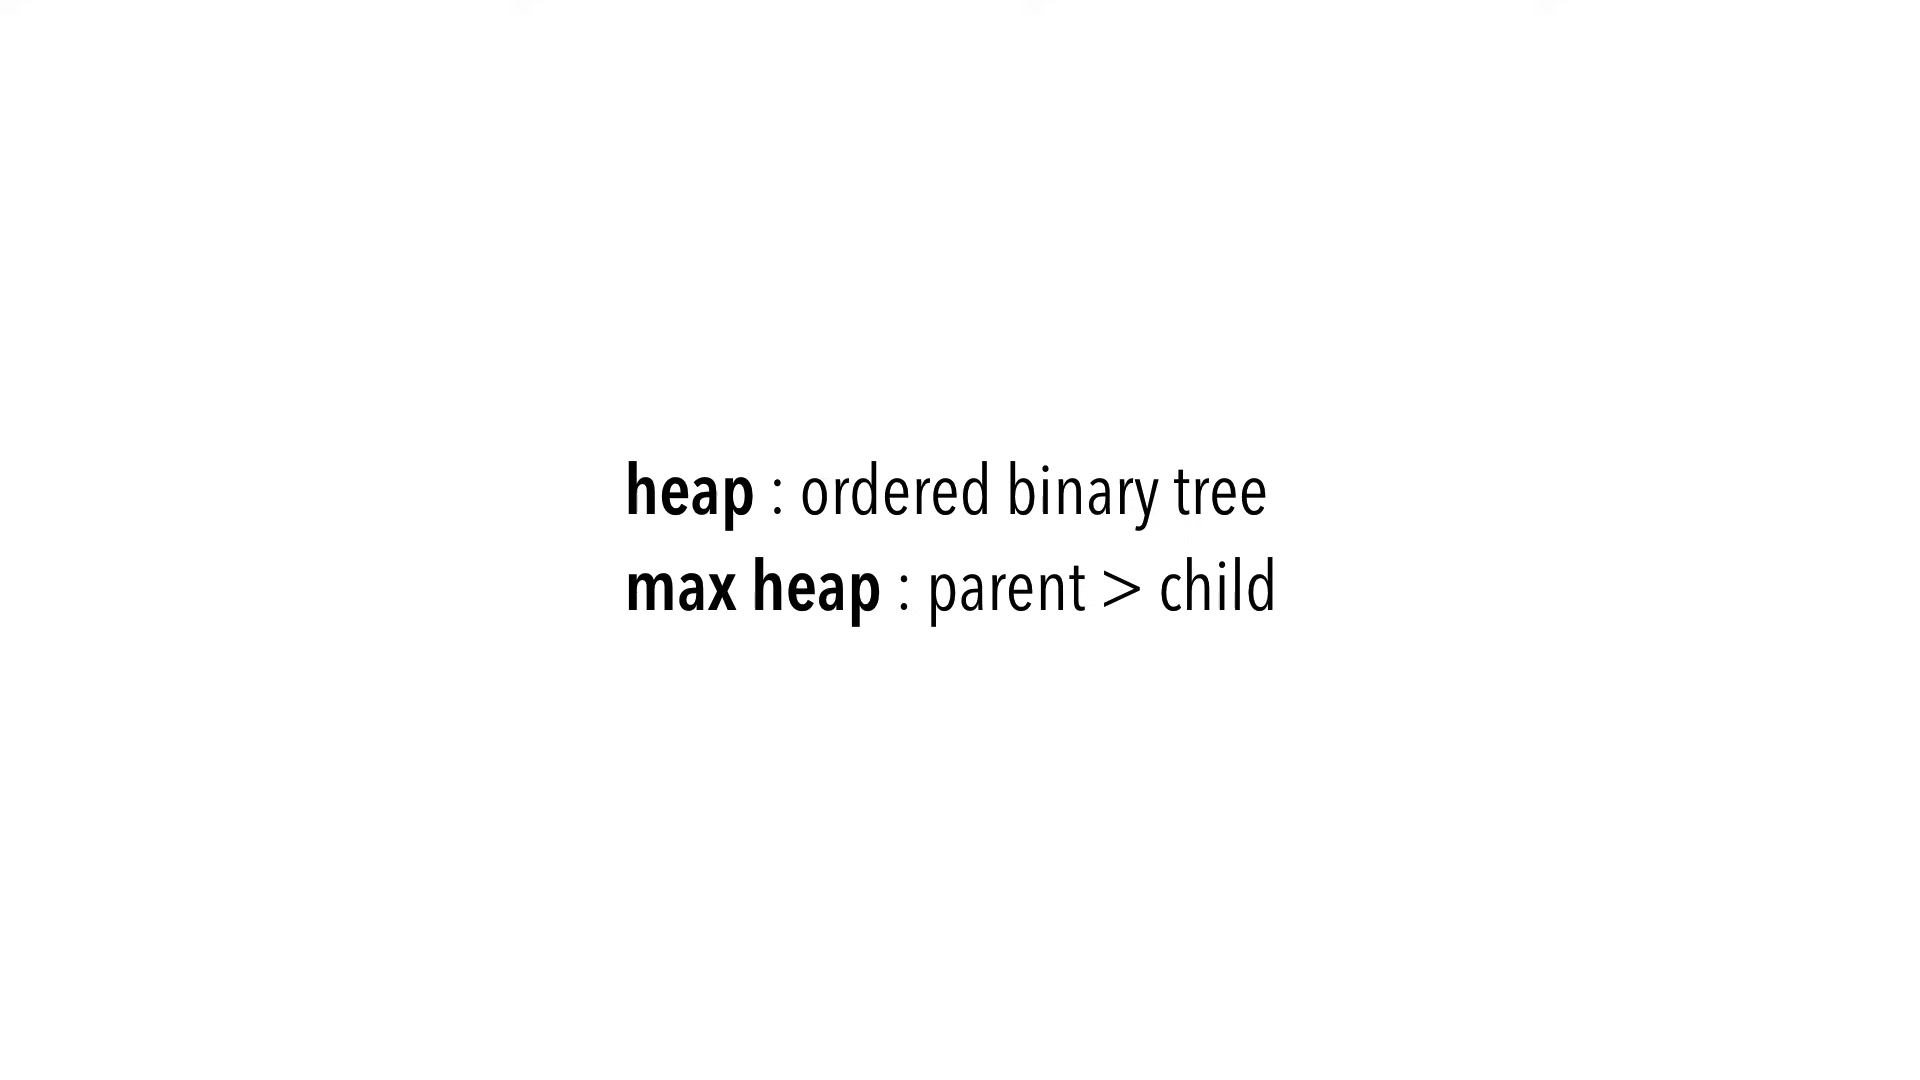 heap : ordered binary tree
max heap : parent > child